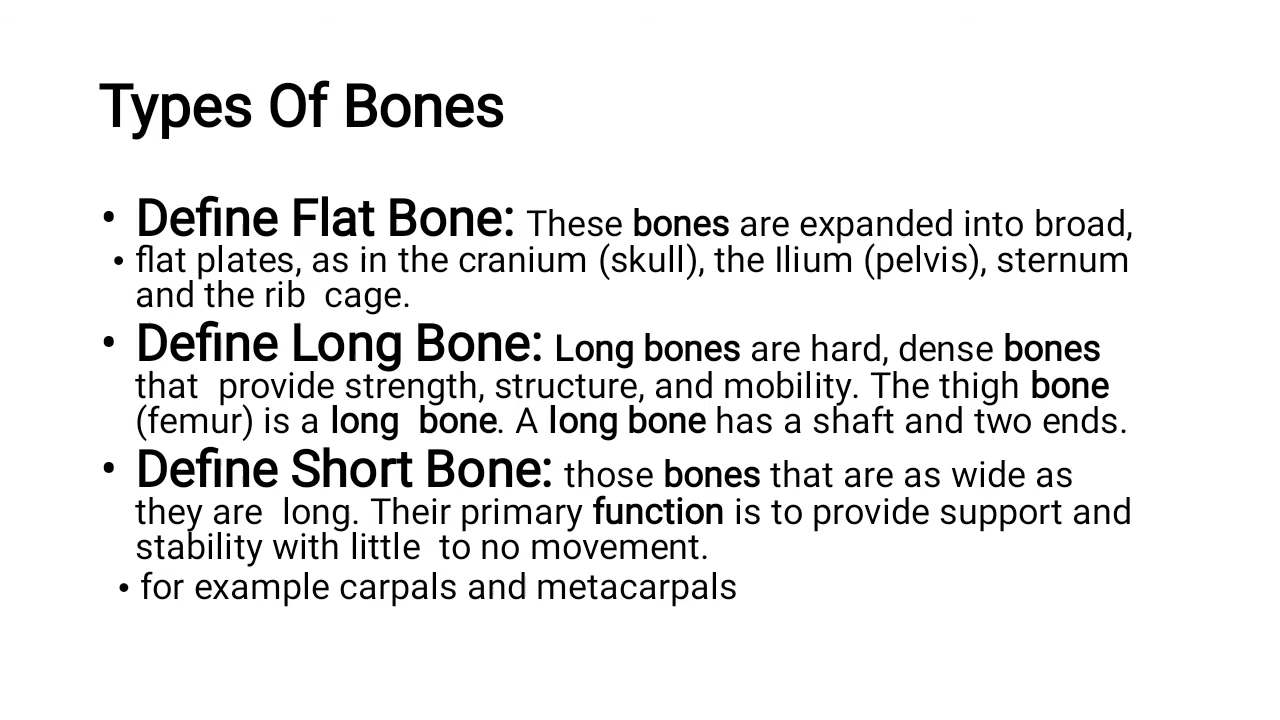 Types Of Bones
• Define Flat Bone: These bones are expanded into broad,
• flat plates, as in the cranium (skull), the Ilium (pelvis), sternum
and the rib  cage.
• Define Long Bone: Long bones are hard, dense bones
that  provide strength, structure, and mobility. The thigh bone
(femur) is a long  bone. A long bone has a shaft and two ends.
• Define Short Bone: those bones that are as wide as
they are  long. Their primary function is to provide support and
stability with little  to no movement.
• for example carpals and metacarpals